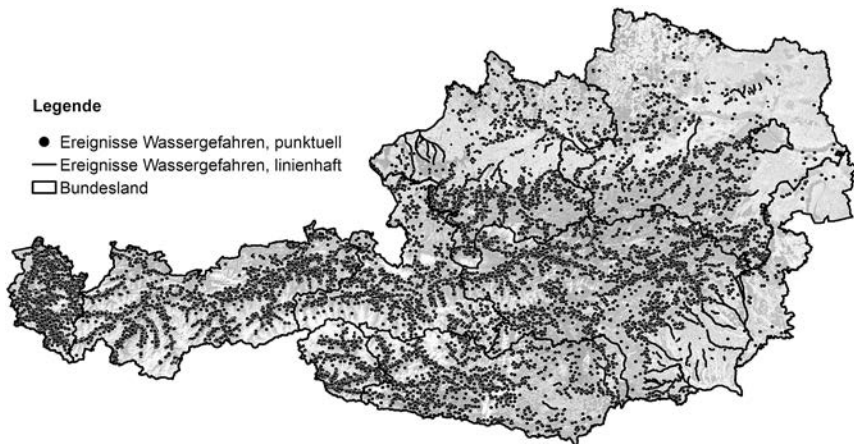 Legende
Ereignisse Wassergefahren, punktuell
Ereignisse Wassergefahren, linienhaft
Bundesland